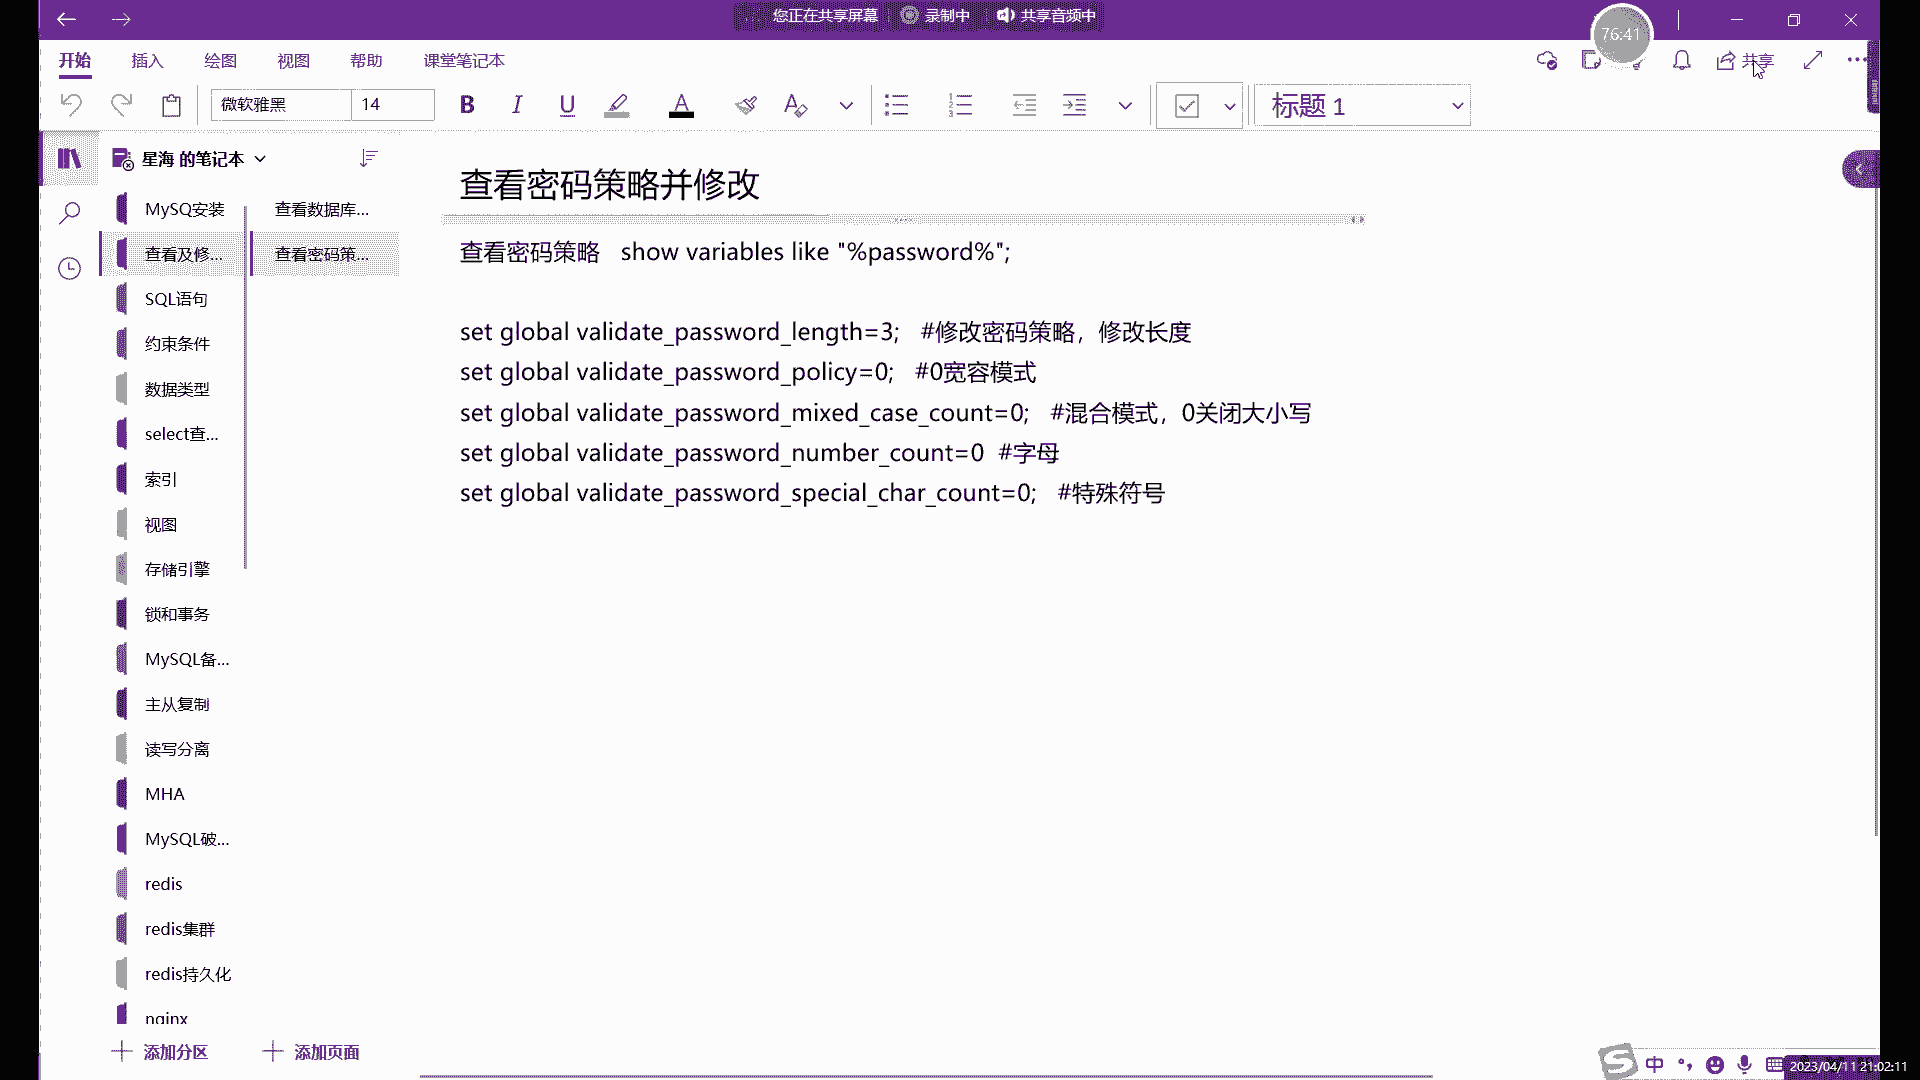 您正在共享屏幕 录制中 共享音频中
76:41
开始 插入 绘图 视图 帮助 课堂笔记本 共享
微软雅黑 14 B I U A 标题 1
星海 的笔记本
MySQ安装
查看及修...
SQL语句
约束条件
数据类型
select查...
索引
视图
存储引擎
锁和事务
MySQL备...
主从复制
读写分离
MHA
MySQL破...
redis
redis集群
redis持久化
nginx
添加分区
查看数据库...
查看密码策...
添加页面
查看密码策略并修改
查看密码策略 show variables like "%password%";
set global validate_password_length=3; #修改密码策略，修改长度
set global validate_password_policy=0; #0宽容模式
set global validate_password_mixed_case_count=0; #混合模式，0关闭大小写
set global validate_password_number_count=0 #字母
set global validate_password_special_char_count=0; #特殊符号
中
2023/04/11 21:02:11